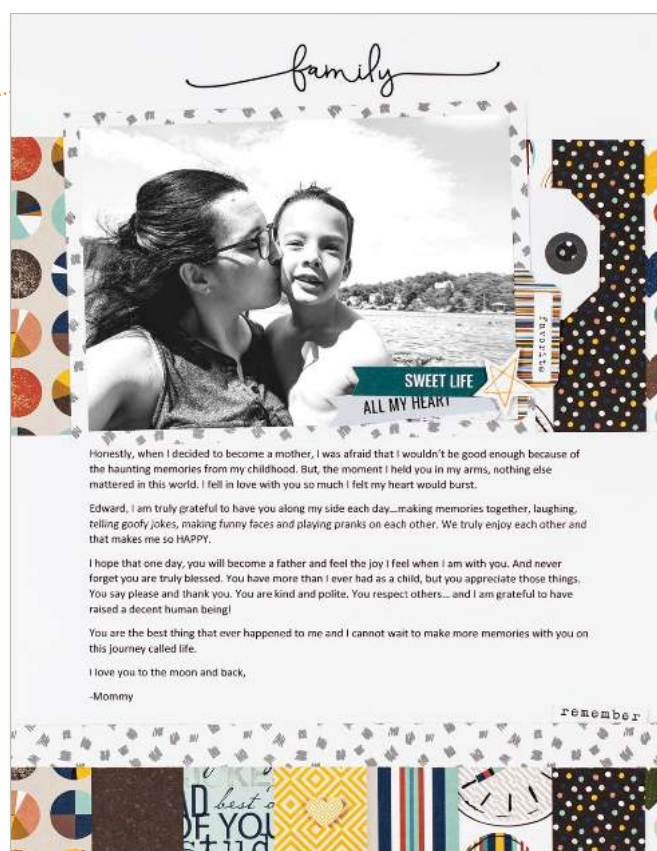 family
favorite
SWEET LIFE
ALL MY HEART
Honestly, when I decided to become a mother, I was afraid that I wouldn't be good enough because of
the haunting memories from my childhood. But, the moment I held you in my arms, nothing else
mattered in this world. I fell in love with you so much I felt my heart would burst.
Edward, I am truly grateful to have you along my side each day...making memories together, laughing,
telling goofy jokes, making funny faces and playing pranks on each other. We truly enjoy each other and
that makes me so HAPPY.
I hope that one day, you will become a father and feel the joy I feel when I am with you. And never
forget you are truly blessed. You have more than I ever had as a child, but you appreciate those things.
You say please and thank you. You are kind and polite. You respect others... and I am grateful to have
raised a decent human being!
You are the best thing that ever happened to me and I cannot wait to make more memories with you on
this journey called life.
I love you to the moon and back,
-Mommy
remember
best
OF YOU